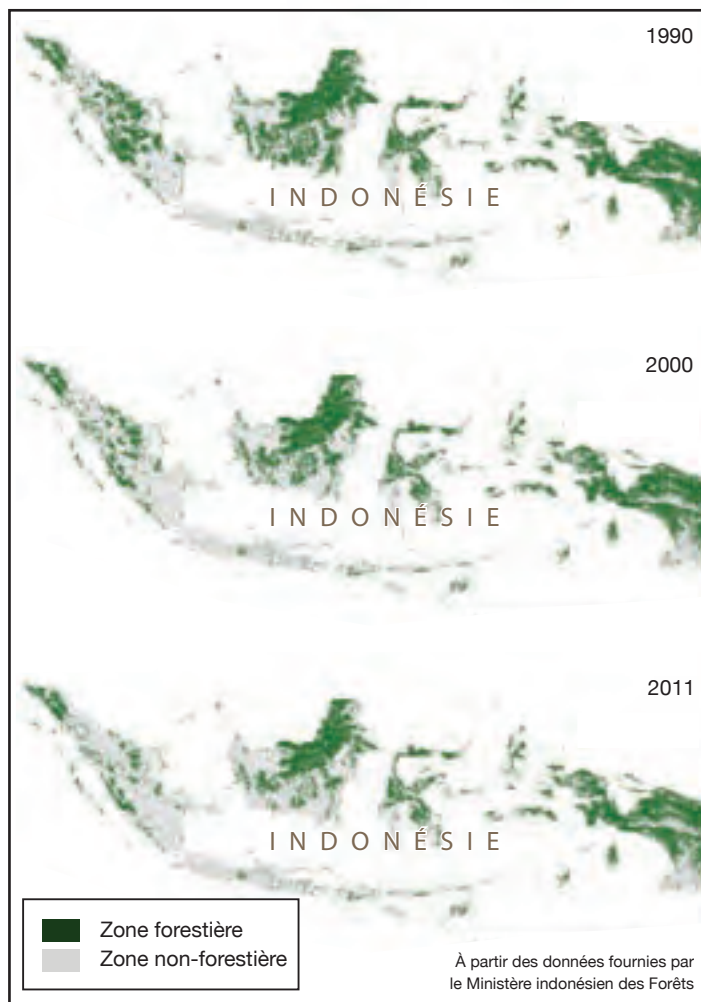 1990
INDONÉSIE
2000
INDONÉSIE
2011
INDONÉSIE
Zone forestière
Zone non-forestière
À partir des données fournies par
le Ministère indonésien des Forêts